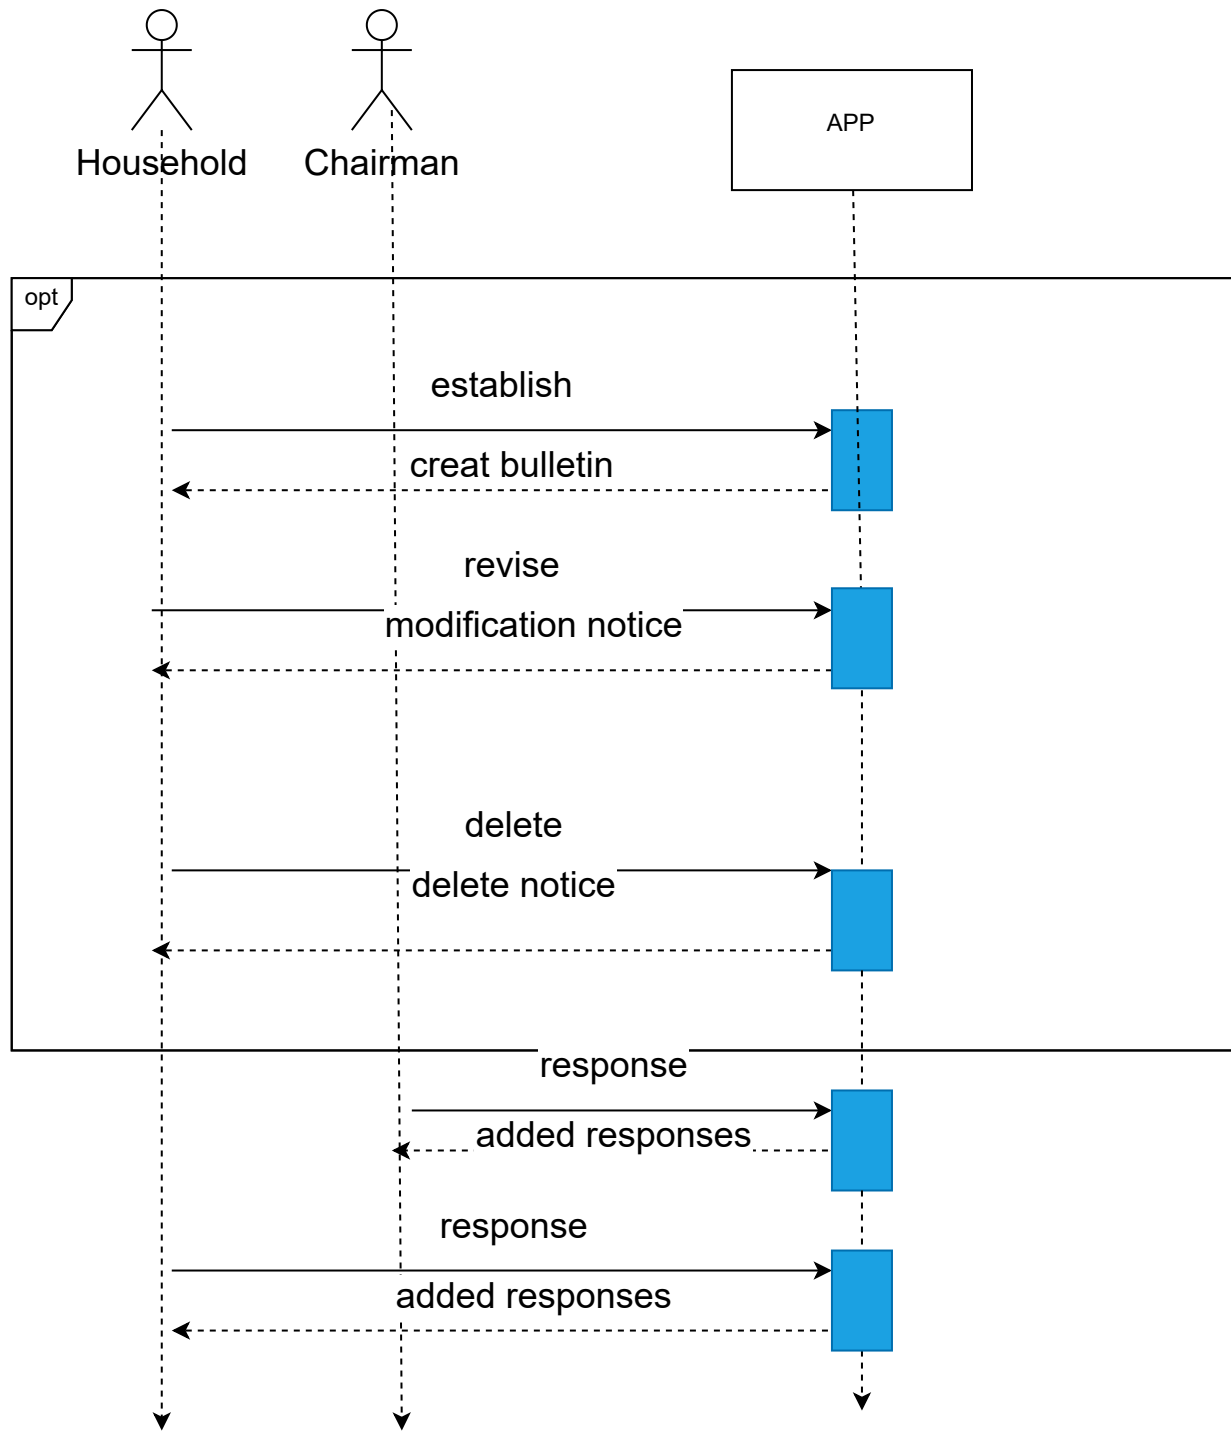 Household
Chairman
APP
opt
establish
creat bulletin
revise
modification notice
delete
delete notice
response
added responses
response
added responses